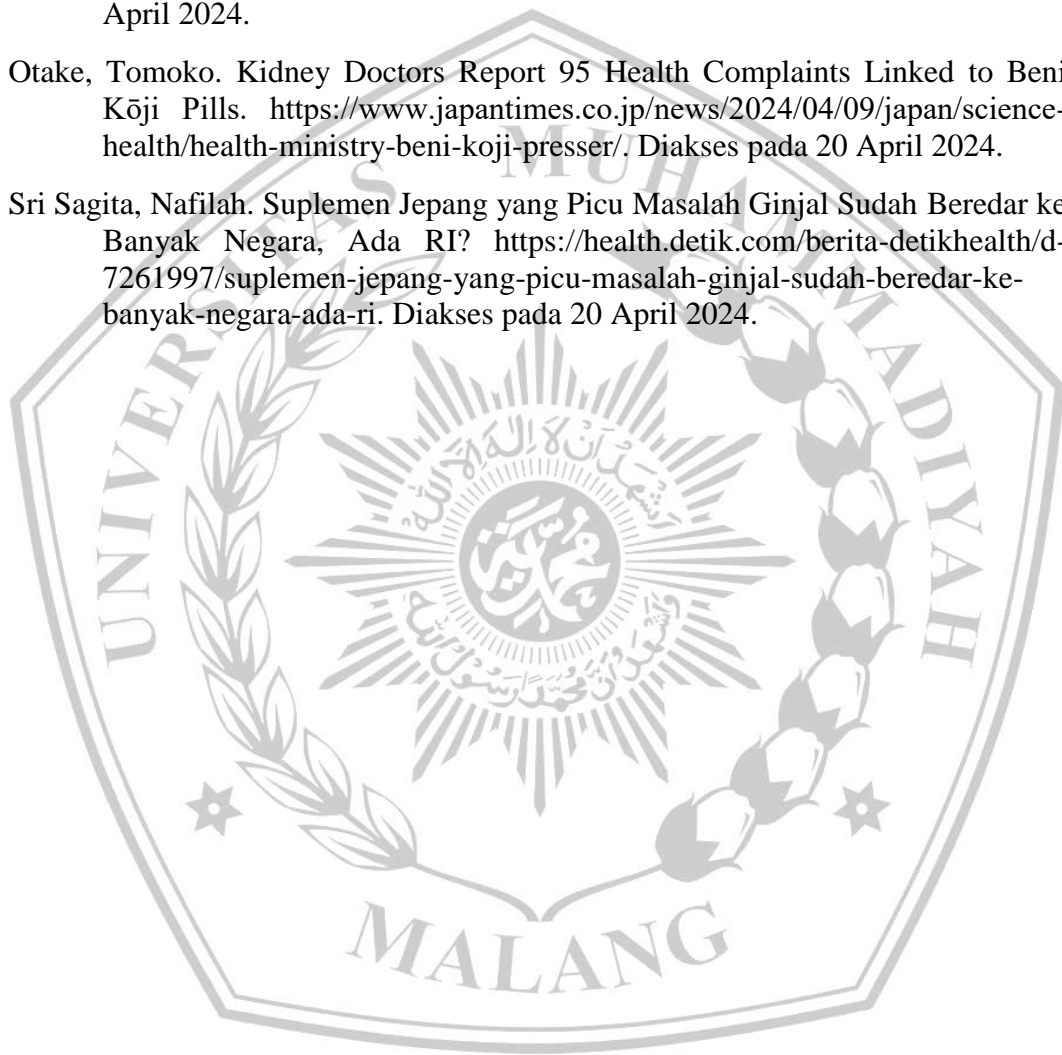 April 2024.
Otake, Tomoko. Kidney Doctors Report 95 Health Complaints Linked to Beni
Kōji Pills. https://www.japantimes.co.jp/news/2024/04/09/japan/science-
health/health-ministry-beni-koji-presser/. Diakses pada 20 April 2024.
Sri Sagita, Nafilah. Suplemen Jepang yang Picu Masalah Ginjal Sudah Beredar ke
Banyak Negara, Ada RI? https://health.detik.com/berita-detikhealth/d-
7261997/suplemen-jepang-yang-picu-masalah-ginjal-sudah-beredar-ke-
banyak-negara-ada-ri. Diakses pada 20 April 2024.
UNIVERSITAS MUHAMMADIYAH
محمدية
MALANG